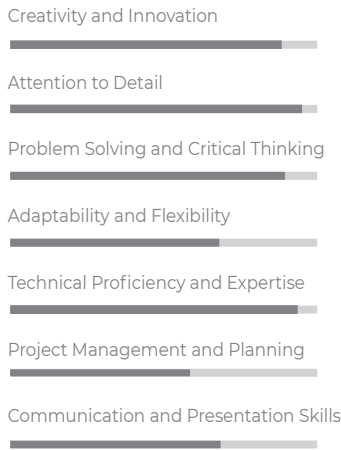 Creativity and Innovation
Attention to Detail
Problem Solving and Critical Thinking
Adaptability and Flexibility
Technical Proficiency and Expertise
Project Management and Planning
Communication and Presentation Skills